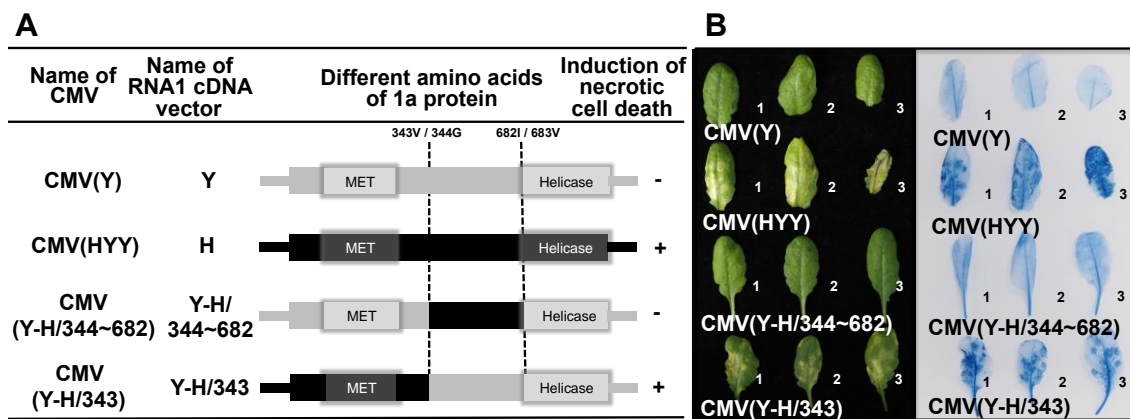 A
Name of CMV
Name of RNA1 cDNA vector
Different amino acids of 1a protein
Induction of necrotic cell death
343V / 344G
682I / 683V
CMV(Y)
Y
MET
Helicase
-
CMV(HYY)
H
MET
Helicase
+
CMV
(Y-H/344~682)
Y-H/
344~682
MET
Helicase
-
CMV
(Y-H/343)
Y-H/343
MET
Helicase
+
B
1
2
3
CMV(Y)
1
2
3
CMV(HYY)
1
2
3
CMV(Y-H/344~682)
1
2
3
CMV(Y-H/343)
1
2
3
CMV(Y)
1
2
3
CMV(HYY)
1
2
3
CMV(Y-H/344~682)
1
2
3
CMV(Y-H/343)